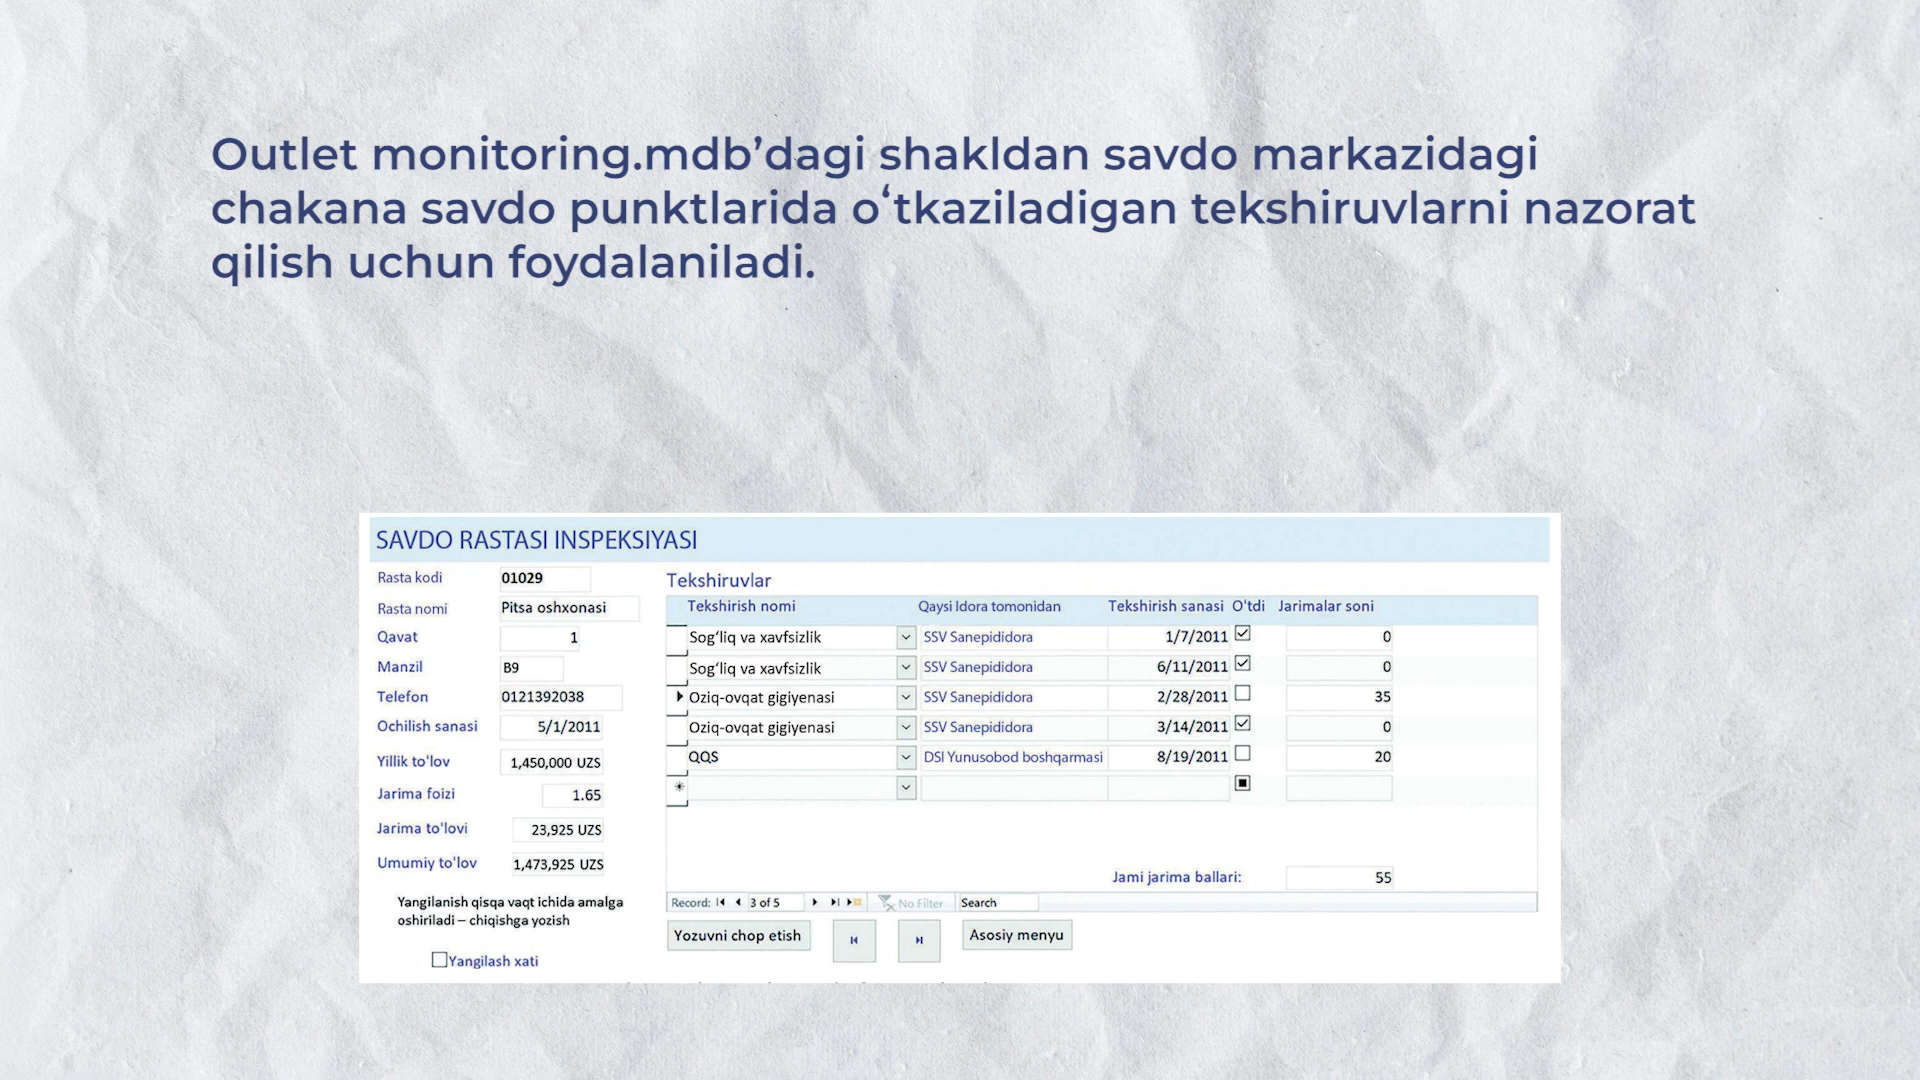 Outlet monitoring.mdb’dagi shakldan savdo markazidagi
chakana savdo punktlarida oʻtkaziladigan tekshiruvlarni nazorat
qilish uchun foydalaniladi.
SAVDO RASTASI INSPEKSIYASI
Rasta kodi 01029
Rasta nomi Pitsa oshxonasi
Qavat 1
Manzil B9
Telefon 0121392038
Ochilish sanasi 5/1/2011
Yillik to'lov 1,450,000 UZS
Jarima foizi 1.65
Jarima to'lovi 23,925 UZS
Umumiy to'lov 1,473,925 UZS
Yangilanish qisqa vaqt ichida amalga
oshiriladi – chiqishga yozish
Yangilash xati
Tekshiruvlar
Tekshirish nomi Qaysi Idora tomonidan Tekshirish sanasi O'tdi Jarimalar soni
Sog‘liq va xavfsizlik SSV Sanepididora 1/7/2011 0
Sog‘liq va xavfsizlik SSV Sanepididora 6/11/2011 0
Oziq-ovqat gigiyenasi SSV Sanepididora 2/28/2011 35
Oziq-ovqat gigiyenasi SSV Sanepididora 3/14/2011 0
QQS DSI Yunusobod boshqarmasi 8/19/2011 20
Jami jarima ballari: 55
Record: 3 of 5 No Filter Search
Yozuvni chop etish Asosiy menyu